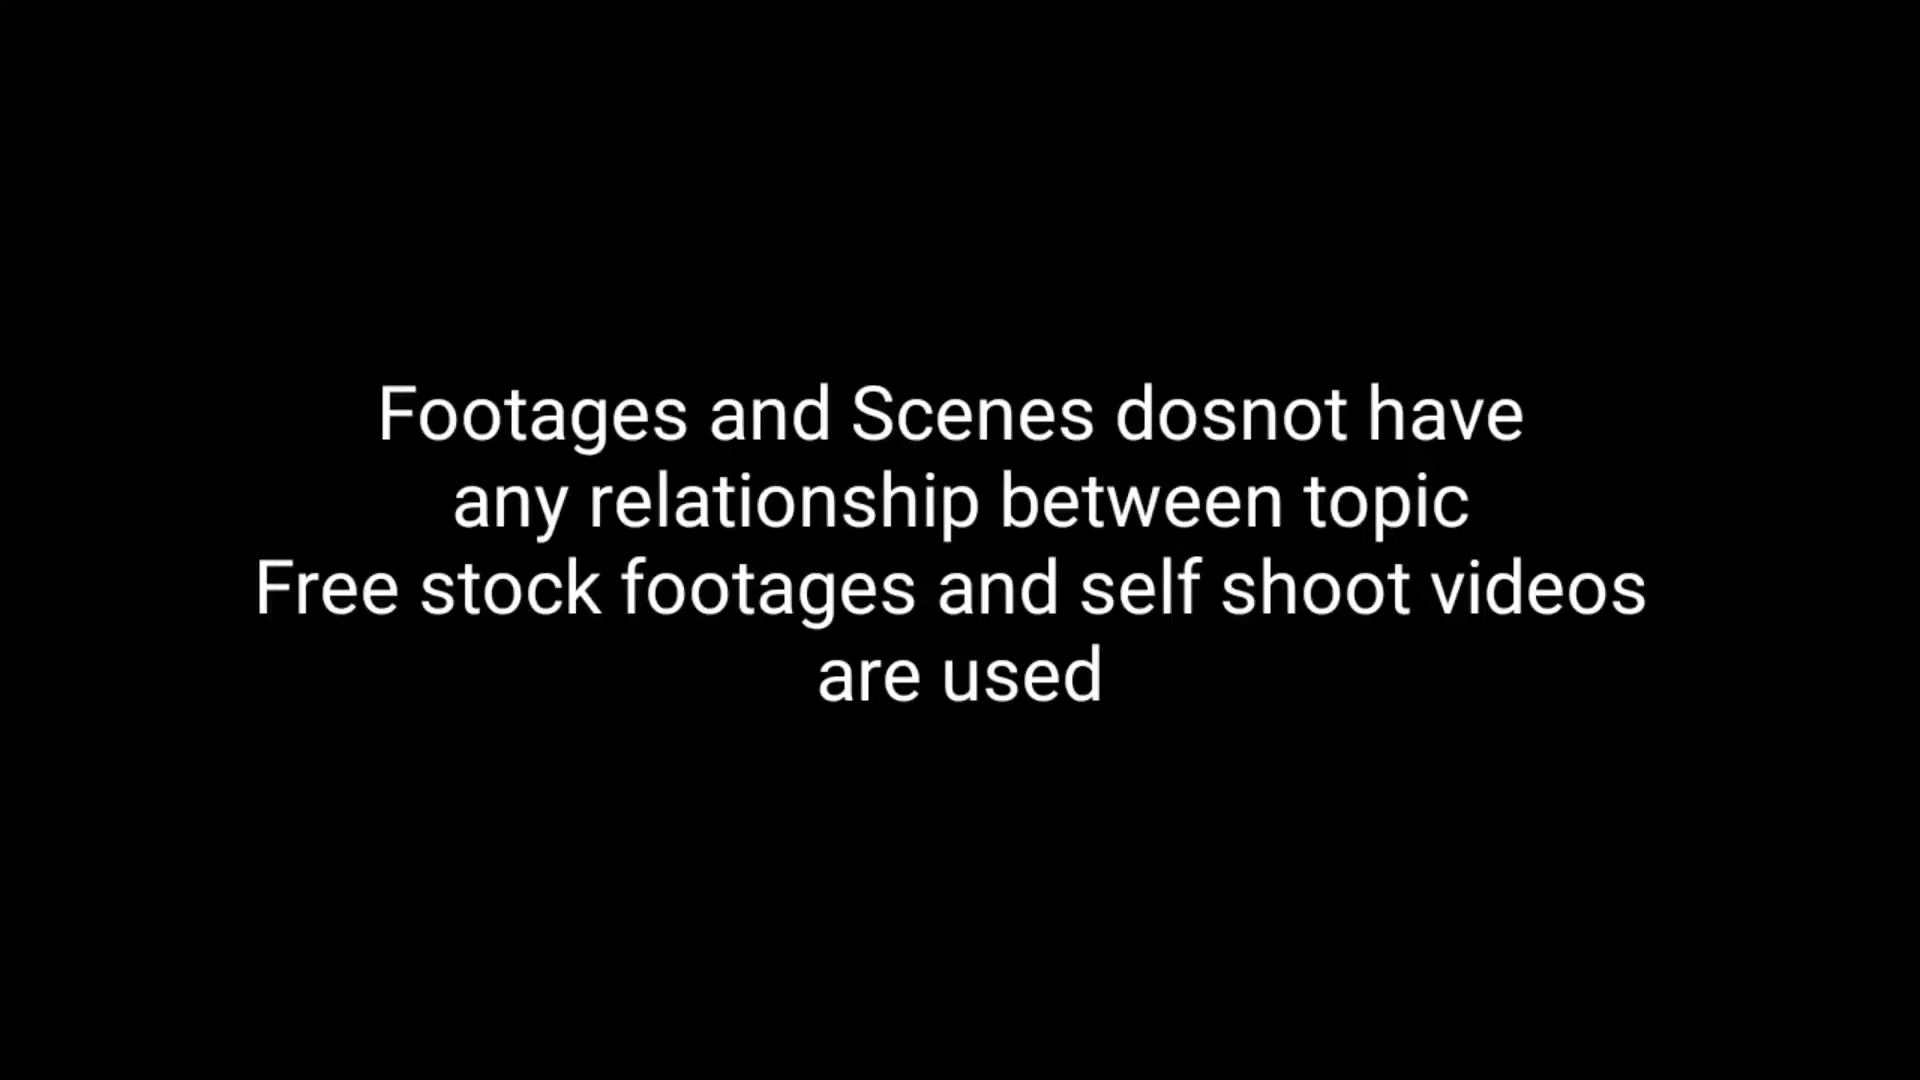 Footages and Scenes dosnot have
any relationship between topic
Free stock footages and self shoot videos
are used